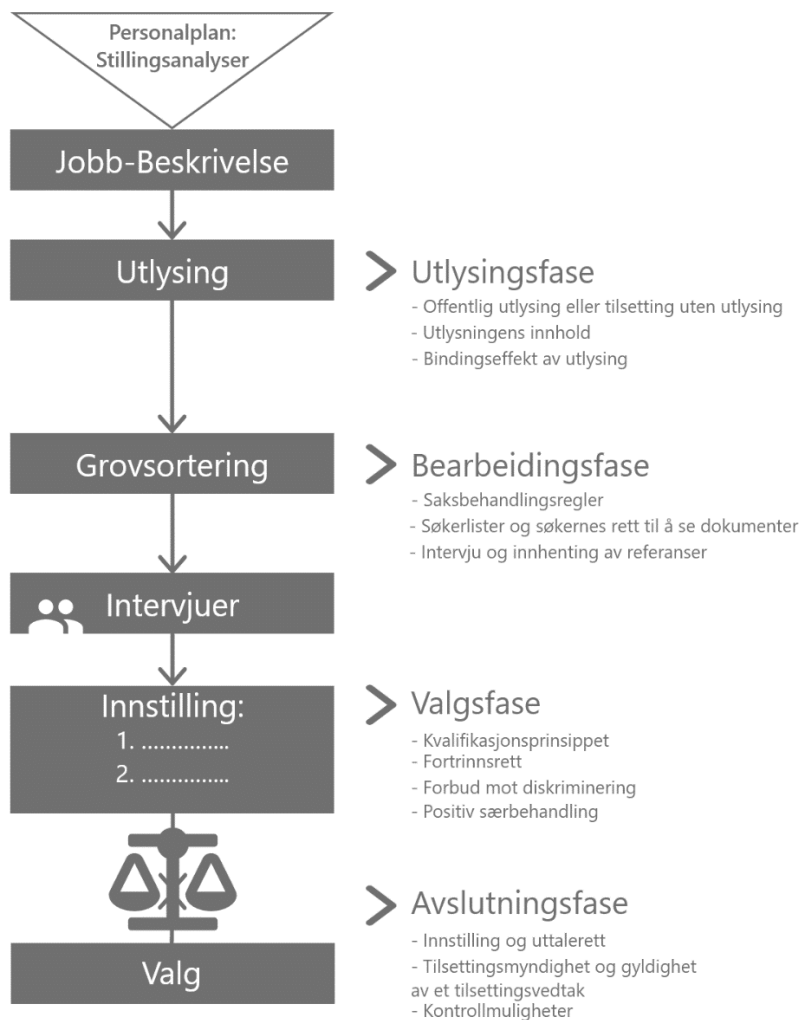 Personalplan:
Stillingsanalyser
Jobb-Beskrivelse
Utlysing
Utlysingsfase
- Offentlig utlysing eller tilsetting uten utlysing
- Utlysningens innhold
- Bindingseffekt av utlysing
Grovsortering
Bearbeidingsfase
- Saksbehandlingsregler
- Søkerlister og søkernes rett til å se dokumenter
- Intervju og innhenting av referanser
Intervjuer
Innstilling:
1. ..............
2. ..............
Valgsfase
- Kvalifikasjonsprinsippet
- Fortrinnsrett
- Forbud mot diskriminering
- Positiv særbehandling
Avslutningsfase
- Innstilling og uttalerett
- Tilsettingsmyndighet og gyldighet
av et tilsettingsvedtak
- Kontrollmuligheter
Valg